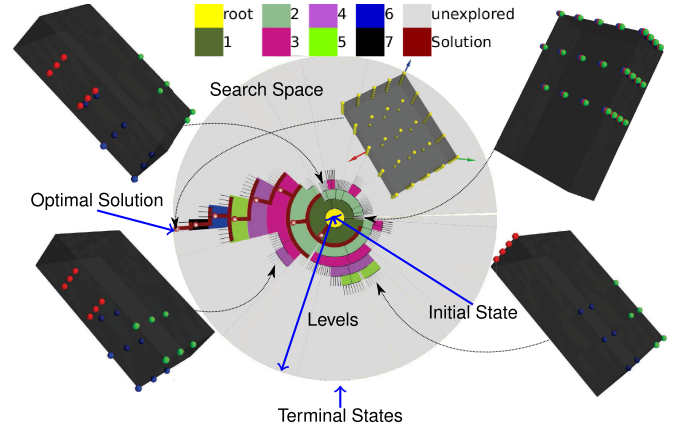 root 2 4 6 unexplored
1 3 5 7 Solution
Search Space
Optimal Solution
Initial State
Levels
Terminal States